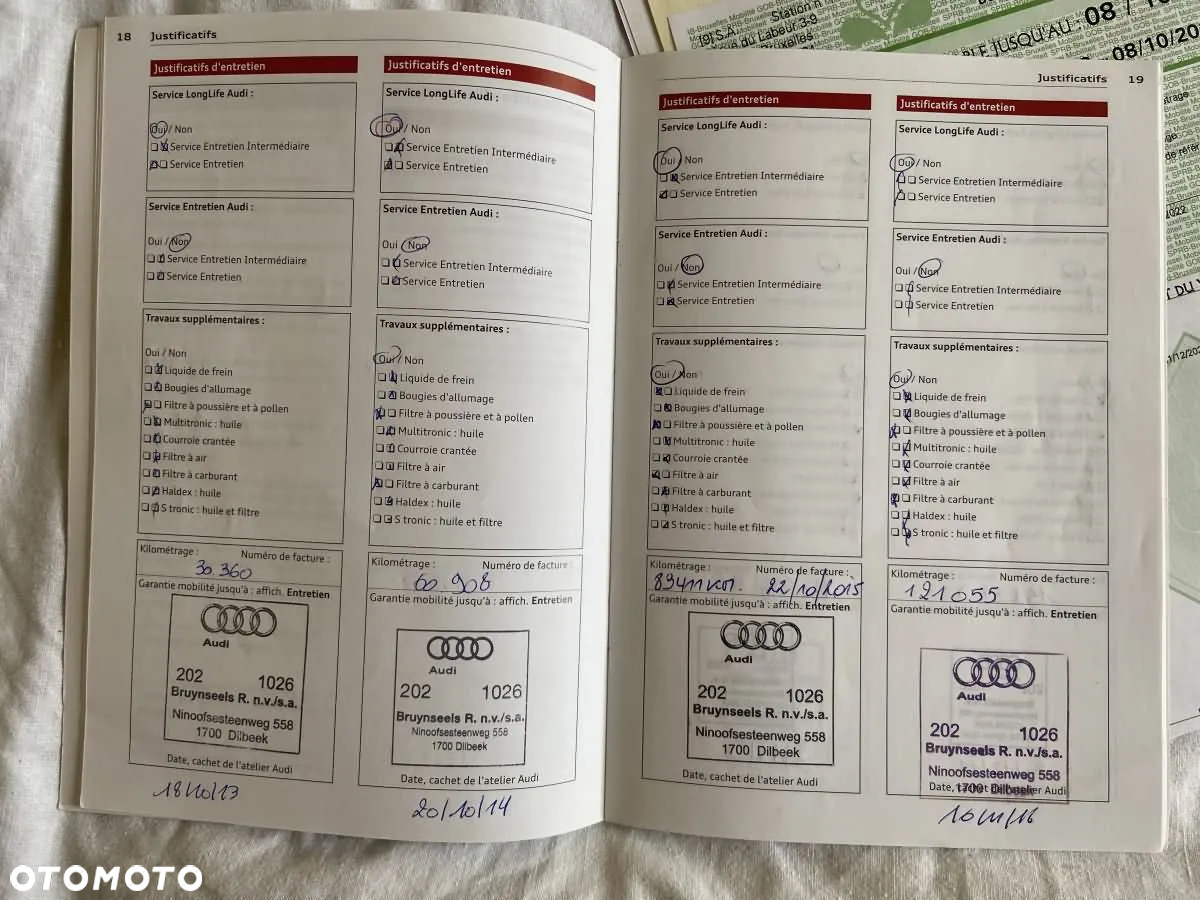 18 Justificatifs
Justificatifs d'entretien
Service LongLife Audi :
Oui / Non
Service Entretien Intermédiaire
Service Entretien
Service Entretien Audi :
Oui / Non
Service Entretien Intermédiaire
Service Entretien
Travaux supplémentaires :
Oui / Non
Liquide de frein
Bougies d'allumage
Filtre à poussière et à pollen
Multitronic : huile
Courroie crantée
Filtre à air
Filtre à carburant
Haldex : huile
S tronic : huile et filtre
Kilométrage : Numéro de facture :
30.360
Garantie mobilité jusqu'à : affich. Entretien
Audi
202 1026
Bruynseels R. n.v./s.a.
Ninoofsesteenweg 558
1700 Dilbeek
Date, cachet de l'atelier Audi
18/10/13
Justificatifs d'entretien
Service LongLife Audi :
Oui / Non
Service Entretien Intermédiaire
Service Entretien
Service Entretien Audi :
Oui / Non
Service Entretien Intermédiaire
Service Entretien
Travaux supplémentaires :
Oui / Non
Liquide de frein
Bougies d'allumage
Filtre à poussière et à pollen
Multitronic : huile
Courroie crantée
Filtre à air
Filtre à carburant
Haldex : huile
S tronic : huile et filtre
Kilométrage : Numéro de facture :
60.908
Garantie mobilité jusqu'à : affich. Entretien
Audi
202 1026
Bruynseels R. n.v./s.a.
Ninoofsesteenweg 558
1700 Dilbeek
Date, cachet de l'atelier Audi
20/10/14
Justificatifs 19
Justificatifs d'entretien
Service LongLife Audi :
Oui / Non
Service Entretien Intermédiaire
Service Entretien
Service Entretien Audi :
Oui / Non
Service Entretien Intermédiaire
Service Entretien
Travaux supplémentaires :
Oui / Non
Liquide de frein
Bougies d'allumage
Filtre à poussière et à pollen
Multitronic : huile
Courroie crantée
Filtre à air
Filtre à carburant
Haldex : huile
S tronic : huile et filtre
Kilométrage : Numéro de facture :
83411 km. 22/10/2015
Garantie mobilité jusqu'à : affich. Entretien
Audi
202 1026
Bruynseels R. n.v./s.a.
Ninoofsesteenweg 558
1700 Dilbeek
Date, cachet de l'atelier Audi
Justificatifs d'entretien
Service LongLife Audi :
Oui / Non
Service Entretien Intermédiaire
Service Entretien
Service Entretien Audi :
Oui / Non
Service Entretien Intermédiaire
Service Entretien
Travaux supplémentaires :
Oui / Non
Liquide de frein
Bougies d'allumage
Filtre à poussière et à pollen
Multitronic : huile
Courroie crantée
Filtre à air
Filtre à carburant
Haldex : huile
S tronic : huile et filtre
Kilométrage : Numéro de facture :
121055
Garantie mobilité jusqu'à : affich. Entretien
Audi
202 1026
Bruynseels R. n.v./s.a.
Ninoofsesteenweg 558
1700 Dilbeek
Date, cachet de l'atelier Audi
10/11/16
Station n
S.A.
du Labeur 3-9
JUSQU'AU : 08 / 10
08/10/20
OTOMOTO